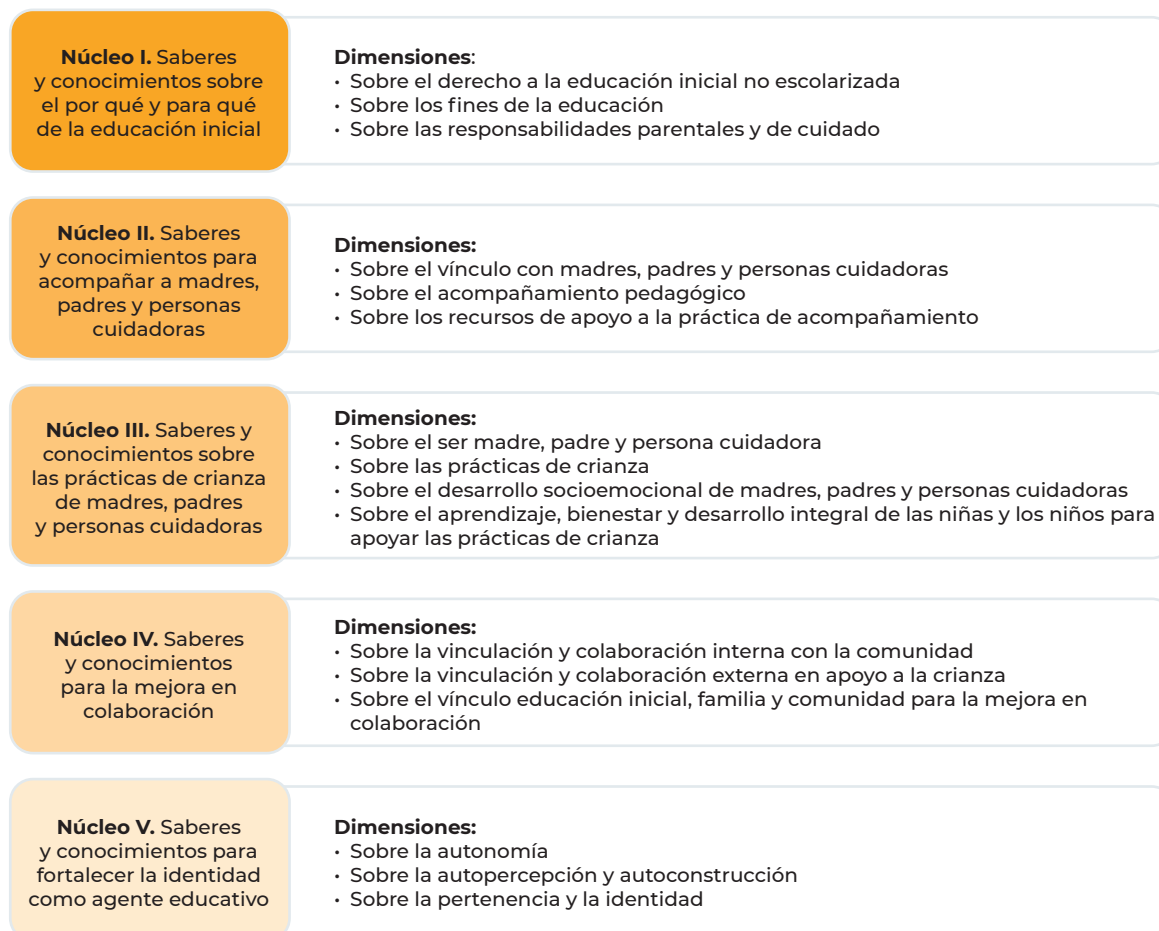 Núcleo I. Saberes
y conocimientos sobre
el por qué y para qué
de la educación inicial
Dimensiones:
• Sobre el derecho a la educación inicial no escolarizada
• Sobre los fines de la educación
• Sobre las responsabilidades parentales y de cuidado
Núcleo II. Saberes
y conocimientos para
acompañar a madres,
padres y personas
cuidadoras
Dimensiones:
• Sobre el vínculo con madres, padres y personas cuidadoras
• Sobre el acompañamiento pedagógico
• Sobre los recursos de apoyo a la práctica de acompañamiento
Núcleo III. Saberes y
conocimientos sobre
las prácticas de crianza
de madres, padres
y personas cuidadoras
Dimensiones:
• Sobre el ser madre, padre y persona cuidadora
• Sobre las prácticas de crianza
• Sobre el desarrollo socioemocional de madres, padres y personas cuidadoras
• Sobre el aprendizaje, bienestar y desarrollo integral de las niñas y los niños para
apoyar las prácticas de crianza
Núcleo IV. Saberes
y conocimientos
para la mejora en
colaboración
Dimensiones:
• Sobre la vinculación y colaboración interna con la comunidad
• Sobre la vinculación y colaboración externa en apoyo a la crianza
• Sobre el vínculo educación inicial, familia y comunidad para la mejora en
colaboración
Núcleo V. Saberes
y conocimientos para
fortalecer la identidad
como agente educativo
Dimensiones:
• Sobre la autonomía
• Sobre la autopercepción y autoconstrucción
• Sobre la pertenencia y la identidad